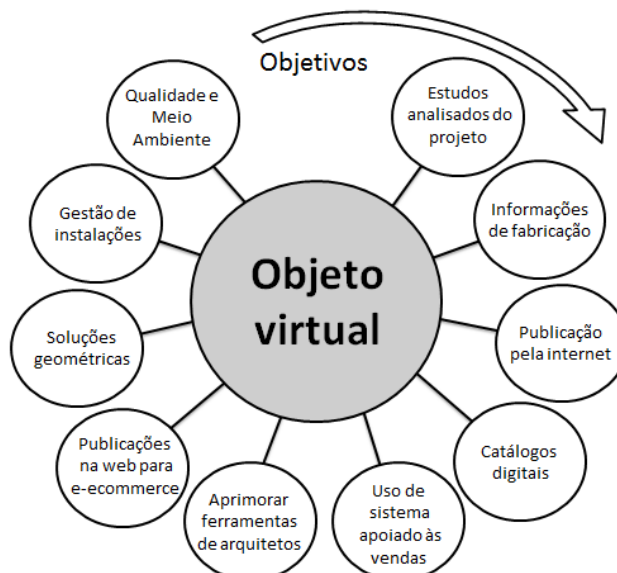 Objetivos
Estudos
analisados do
projeto
Informações
de fabricação
Publicação
pela internet
Catálogos
digitais
Uso de
sistema
apoiado às
vendas
Aprimorar
ferramentas
de arquitetos
Publicações
na web para
e-ecommerce
Soluções
geométricas
Gestão de
instalações
Qualidade e
Meio
Ambiente
Objeto
virtual